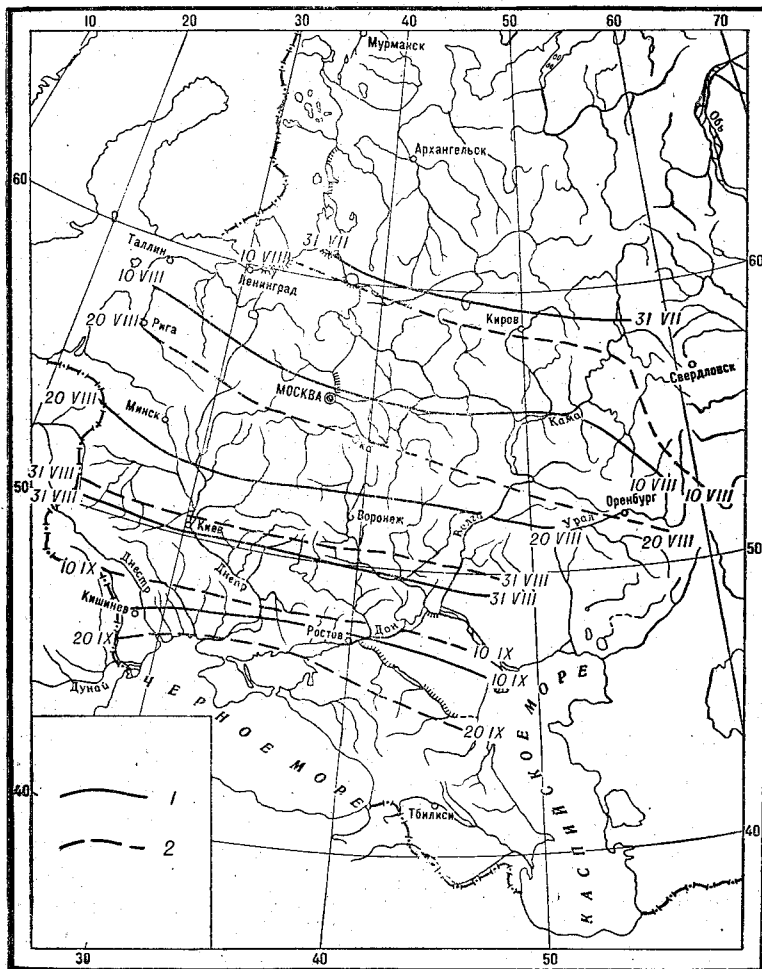 10 20 30 40 50 60 70
Мурманск
Обь
Архангельск
60
31 VII
Таллин
10 VIII
60
10 VIII
Ленинград
20 VIII
Рига
Киров
31 VII
Свердловск
МОСКВА
20 VIII
Минск
Кама
Ока
10 VIII
10 VIII
31 VIII
50
Оренбург
31 VIII
Киев
Воронеж
Волга
Урал
20 VIII
20 VIII
50
Днестр
Днепр
31 VIII
31 VIII
10 IX
Кишинев
Ростов
Дон
20 IX
10 IX
10 IX
Дунай
ЧЕРНОЕ МОРЕ
20 IX
КАСПИЙСКОЕ МОРЕ
40
1
Тбилиси
40
2
30 40 50